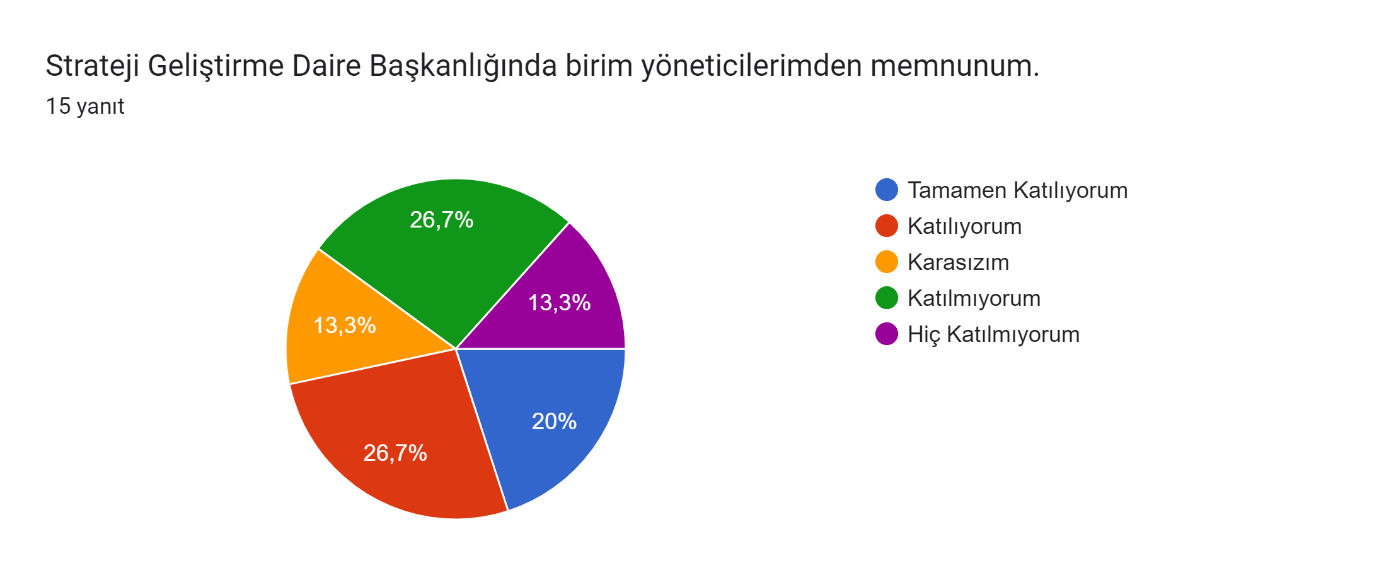 Strateji Geliştirme Daire Başkanlığında birim yöneticilerimden memnunum.
15 yanıt
26,7%
13,3%
13,3%
20%
26,7%
Tamamen Katılıyorum
Katılıyorum
Karasızım
Katılmıyorum
Hiç Katılmıyorum